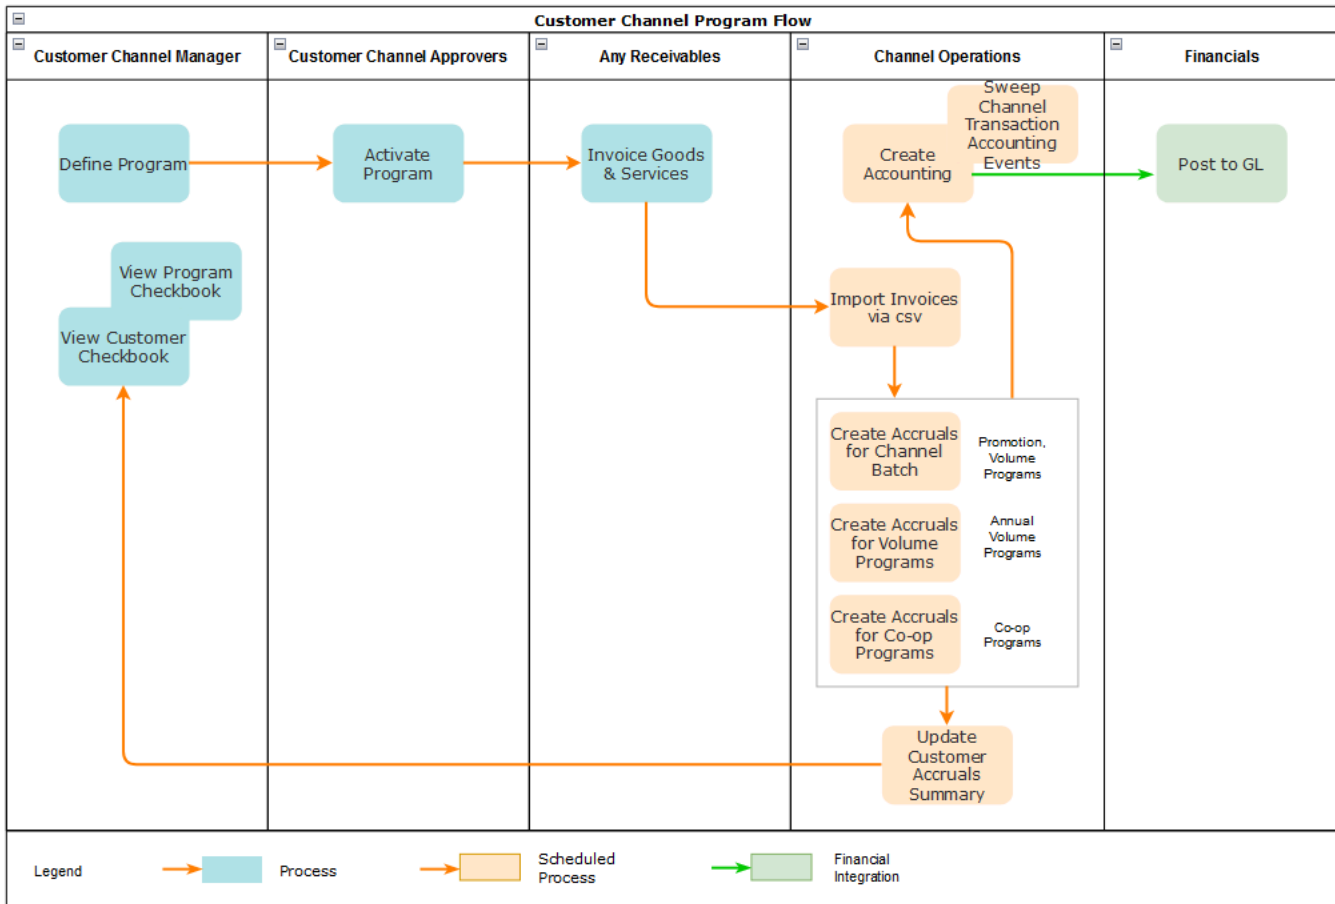 Customer Channel Program Flow
Customer Channel Manager
Customer Channel Approvers
Any Receivables
Channel Operations
Financials
Define Program
Activate
Program
Invoice Goods
& Services
Create
Accounting
Sweep
Channel
Transaction
Accounting
Events
Post to GL
View Program
Checkbook
View Customer
Checkbook
Import Invoices
via csv
Create Accruals
for Channel
Batch
Promotion,
Volume
Programs
Create Accruals
for Volume
Programs
Annual
Volume
Programs
Create Accruals
for Co-op
Programs
Co-op
Programs
Update
Customer
Accruals
Summary
Legend
Process
Scheduled
Process
Financial
Integration